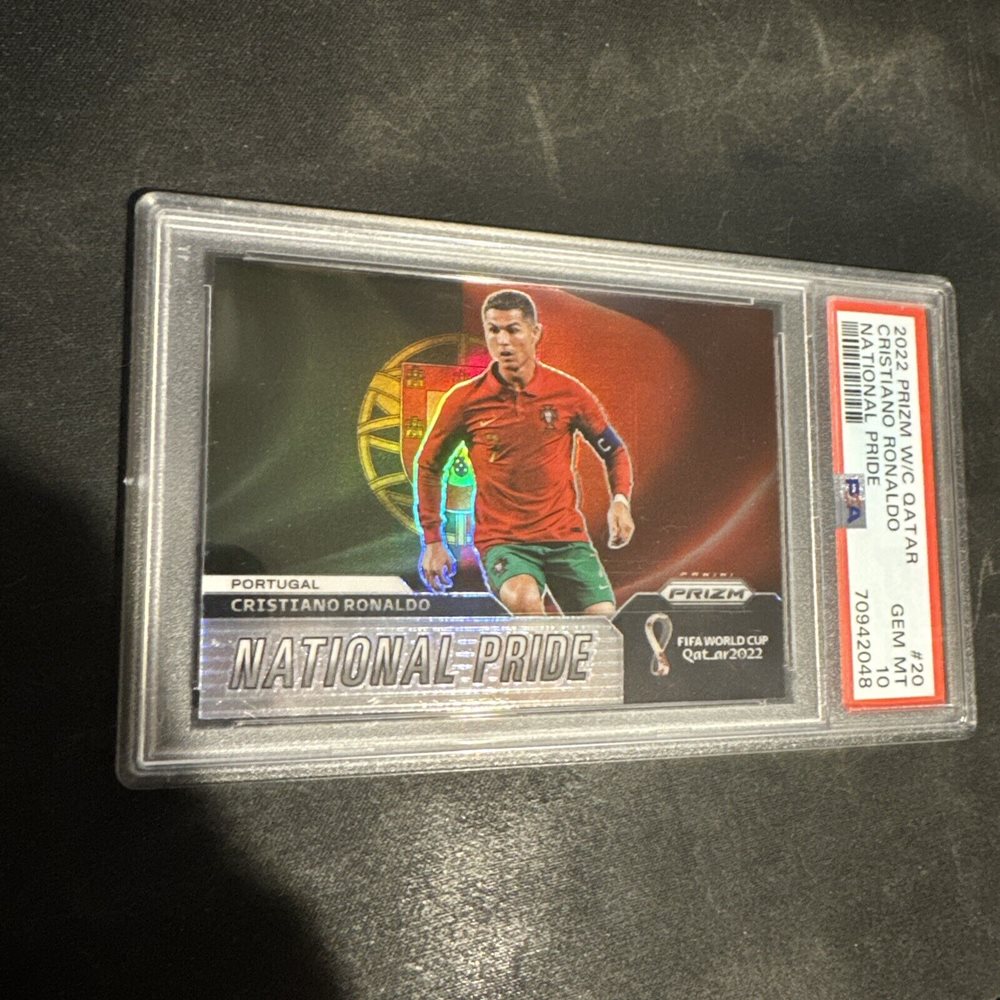 PORTUGAL
CRISTIANO RONALDO
NATIONAL PRIDE
PANINI
PRIZM
FIFA WORLD CUP
Qatar2022
2022 PRIZM W/C QATAR #20
CRISTIANO RONALDO GEM MT
NATIONAL PRIDE 10
PSA 70942048